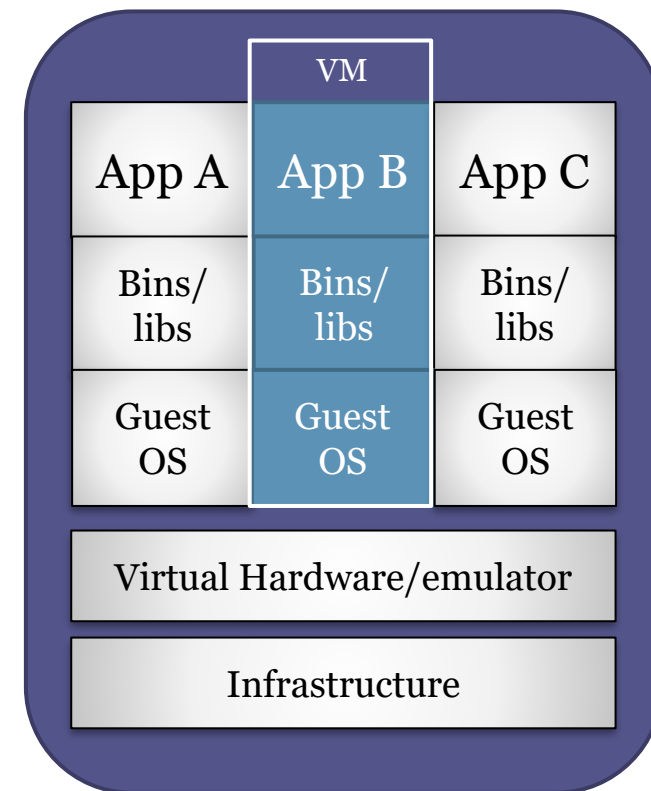 VM
App A
App B
App C
Bins/
libs
Bins/
libs
Bins/
libs
Guest
OS
Guest
OS
Guest
OS
Virtual Hardware/emulator
Infrastructure